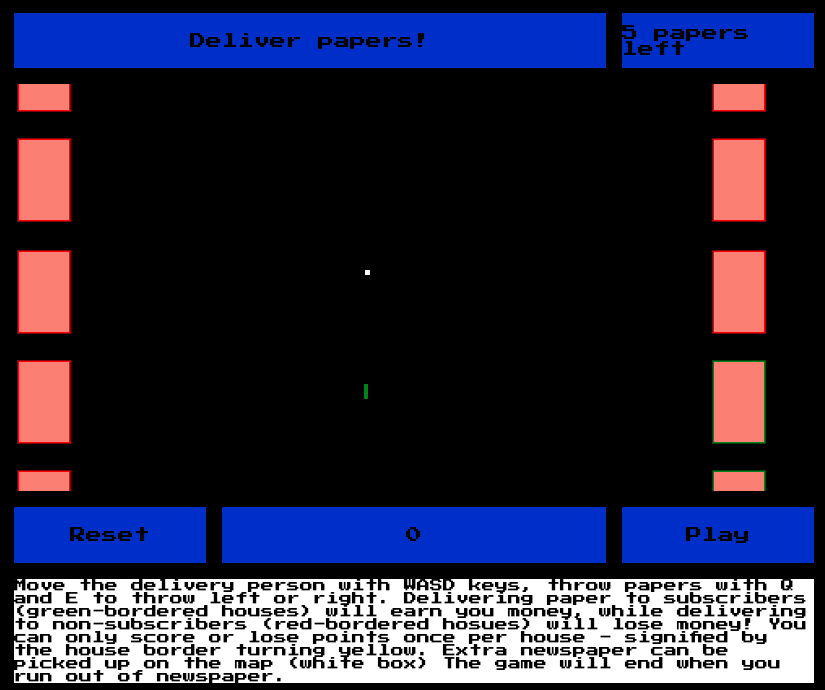 Deliver papers!
5 papers
left
Reset
0
Play
Move the delivery person with WASD keys, throw papers with Q
and E to throw left or right. Delivering paper to subscribers
(green-bordered houses) will earn you money, while delivering
to non-subscribers (red-bordered hosues) will lose money! You
can only score or lose points once per house - signified by
the house border turning yellow. Extra newspaper can be
picked up on the map (white box) The game will end when you
run out of newspaper.